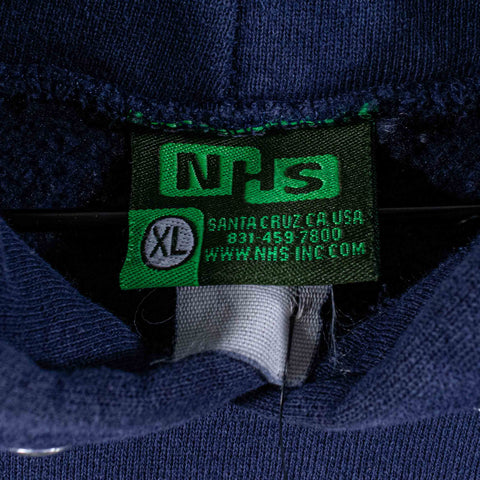 NHS
XL
SANTA CRUZ CA. USA
831-459-7800
WWW.NHS-INC.COM